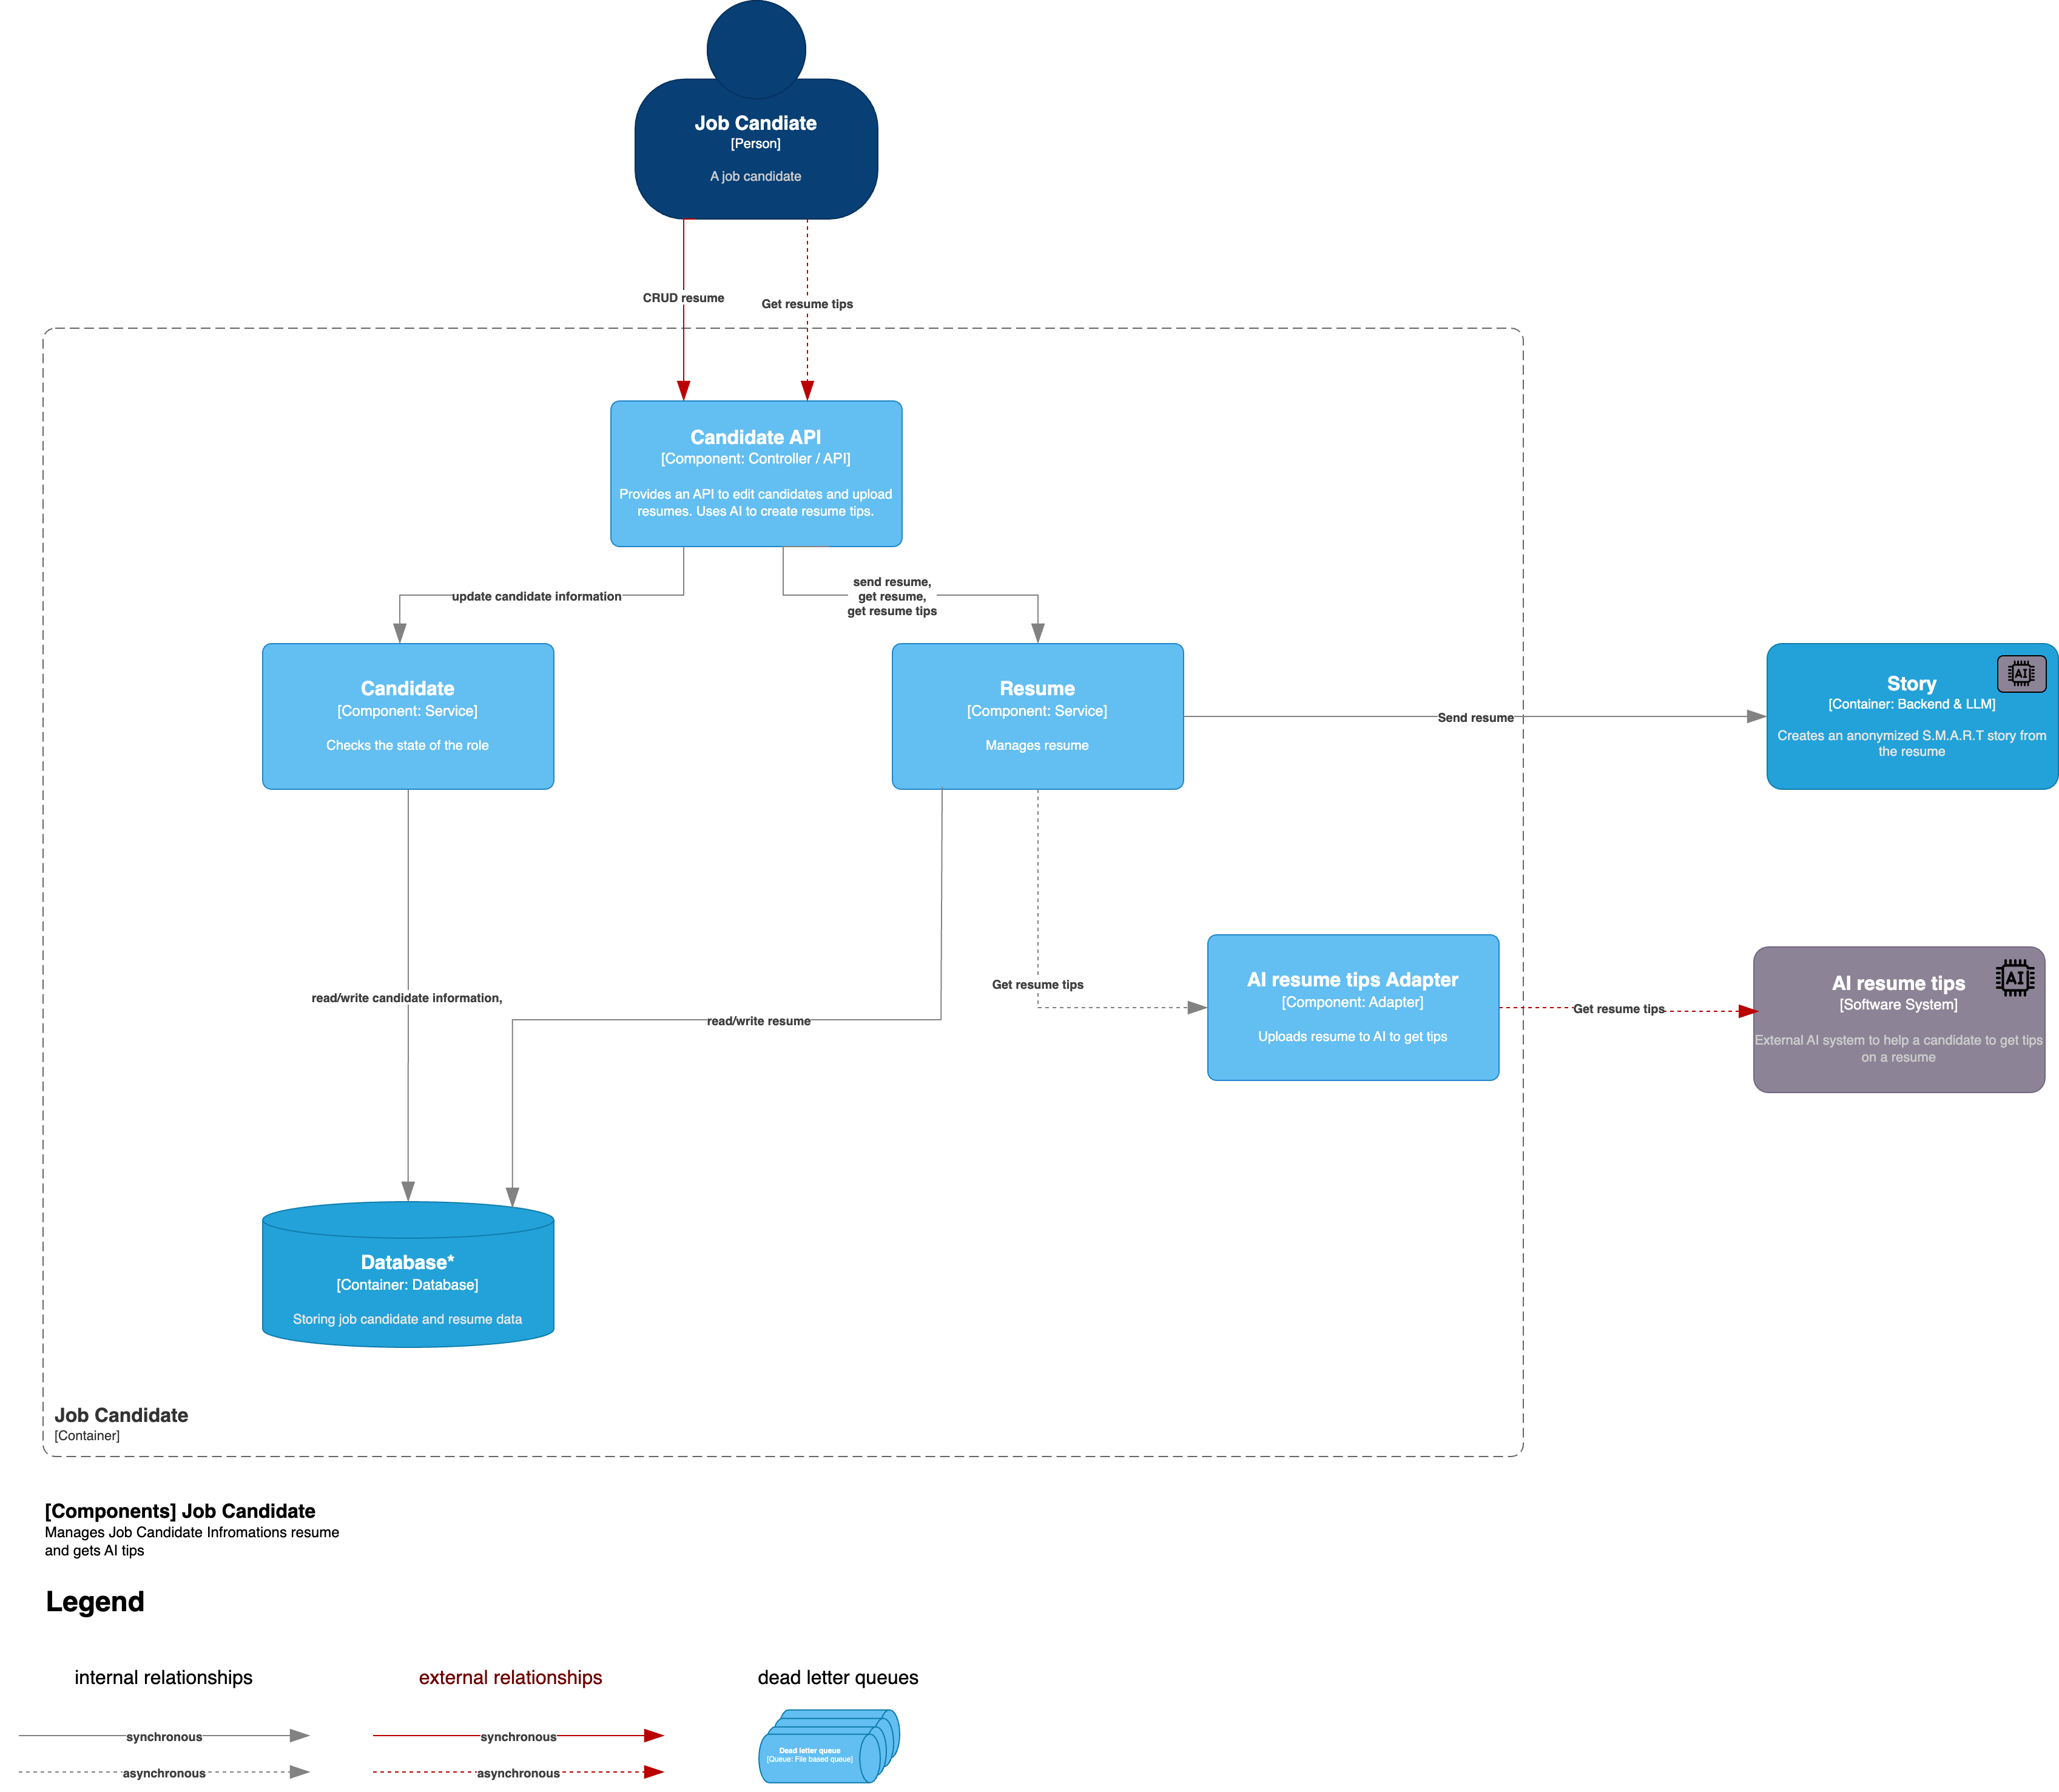 Job Candiate
[Person]
A job candidate
CRUD resume
Get resume tips
Candidate API
[Component: Controller / API]
Provides an API to edit candidates and upload
resumes. Uses AI to create resume tips.
update candidate information
send resume,
get resume,
get resume tips
Candidate
[Component: Service]
Checks the state of the role
Resume
[Component: Service]
Manages resume
Send resume
Story
[Container: Backend & LLM]
Creates an anonymized S.M.A.R.T story from
the resume
AI
read/write candidate information,
read/write resume
Get resume tips
AI resume tips Adapter
[Component: Adapter]
Uploads resume to AI to get tips
Get resume tips
AI resume tips
[Software System]
External AI system to help a candidate to get tips
on a resume
AI
Database*
[Container: Database]
Storing job candidate and resume data
Job Candidate
[Container]
[Components] Job Candidate
Manages Job Candidate Infromations resume
and gets AI tips
Legend
internal relationships
external relationships
dead letter queues
synchronous
synchronous
asynchronous
asynchronous
Dead letter queue
[Queue: File based queue]